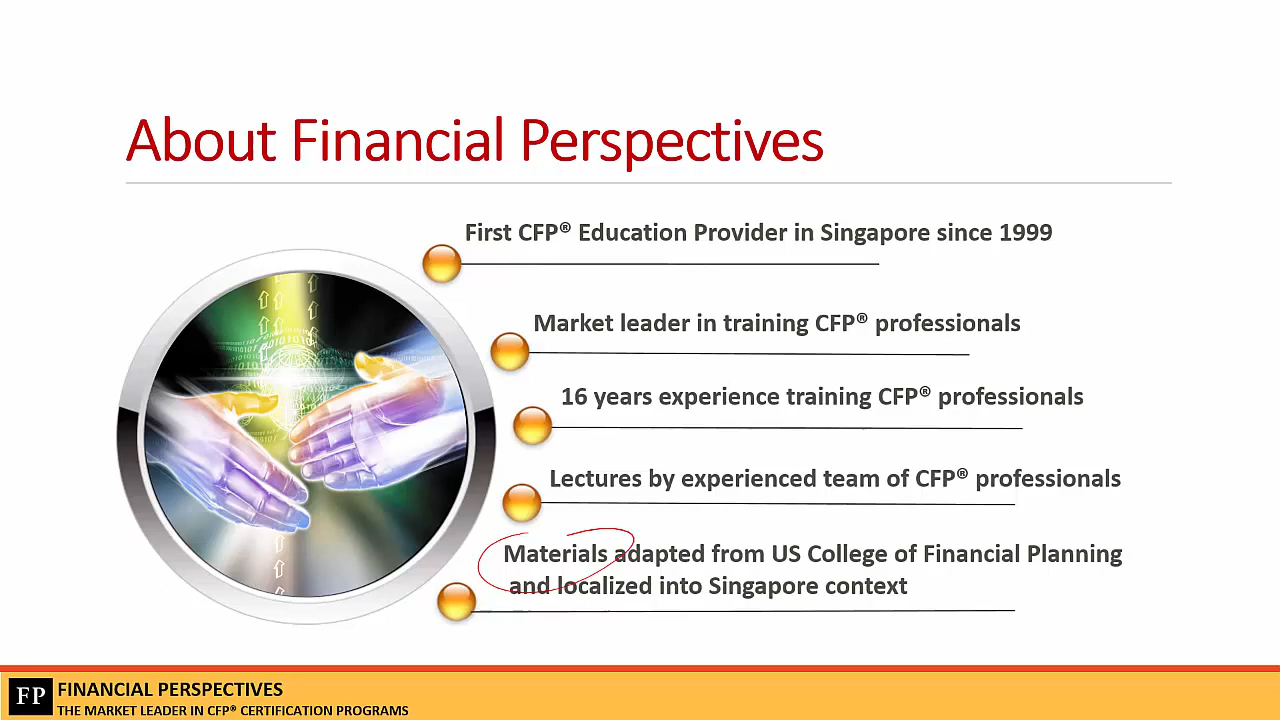 About Financial Perspectives
First CFP® Education Provider in Singapore since 1999
Market leader in training CFP® professionals
16 years experience training CFP® professionals
Lectures by experienced team of CFP® professionals
Materials adapted from US College of Financial Planning
and localized into Singapore context
FP
FINANCIAL PERSPECTIVES
THE MARKET LEADER IN CFP® CERTIFICATION PROGRAMS